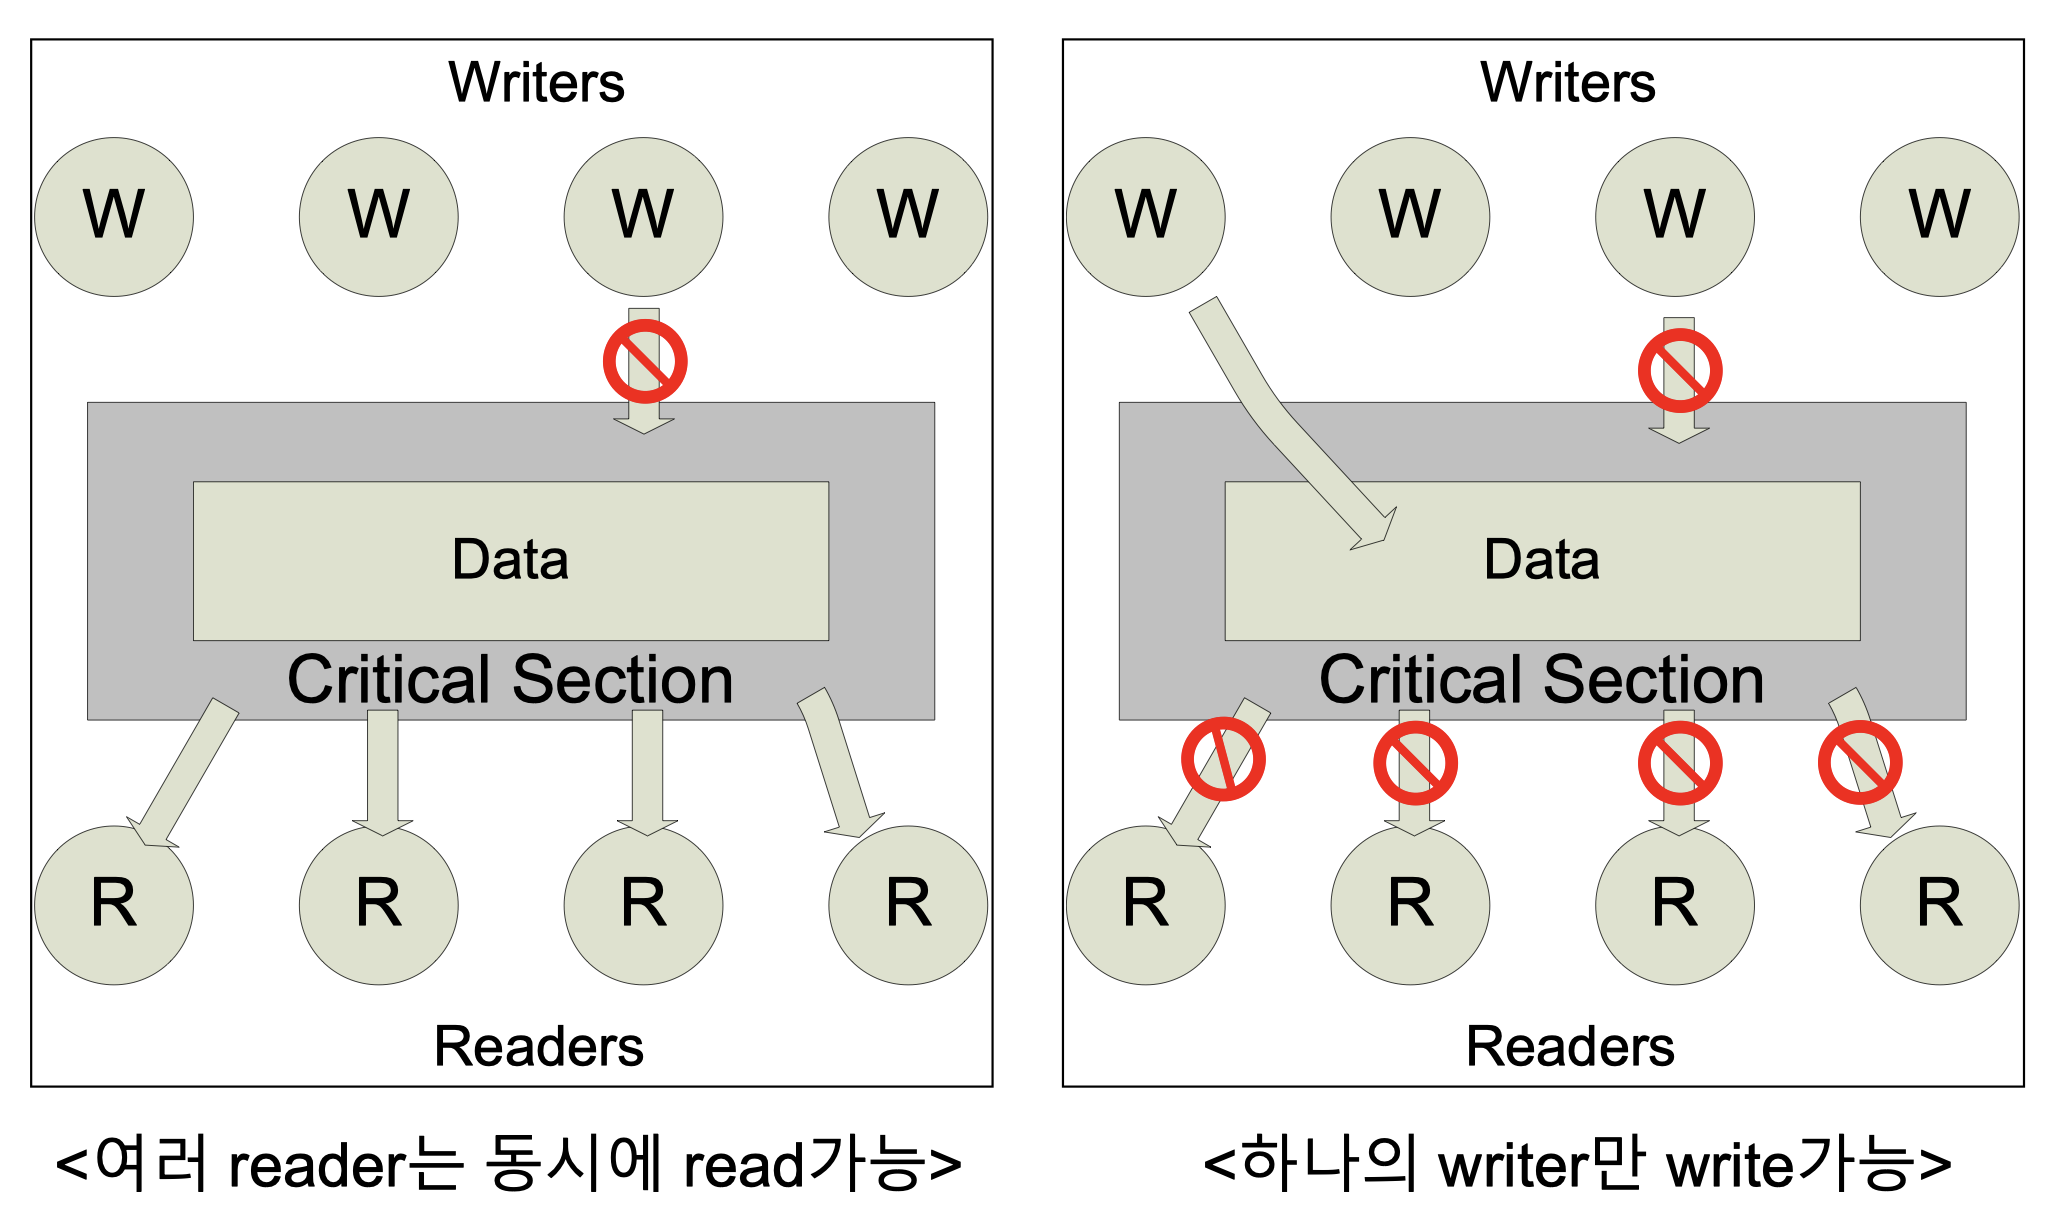 Writers
W W W W
Data
Critical Section
R R R R
Readers
<여러 reader는 동시에 read가능>
Writers
W W W W
Data
Critical Section
R R R R
Readers
<하나의 writer만 write가능>